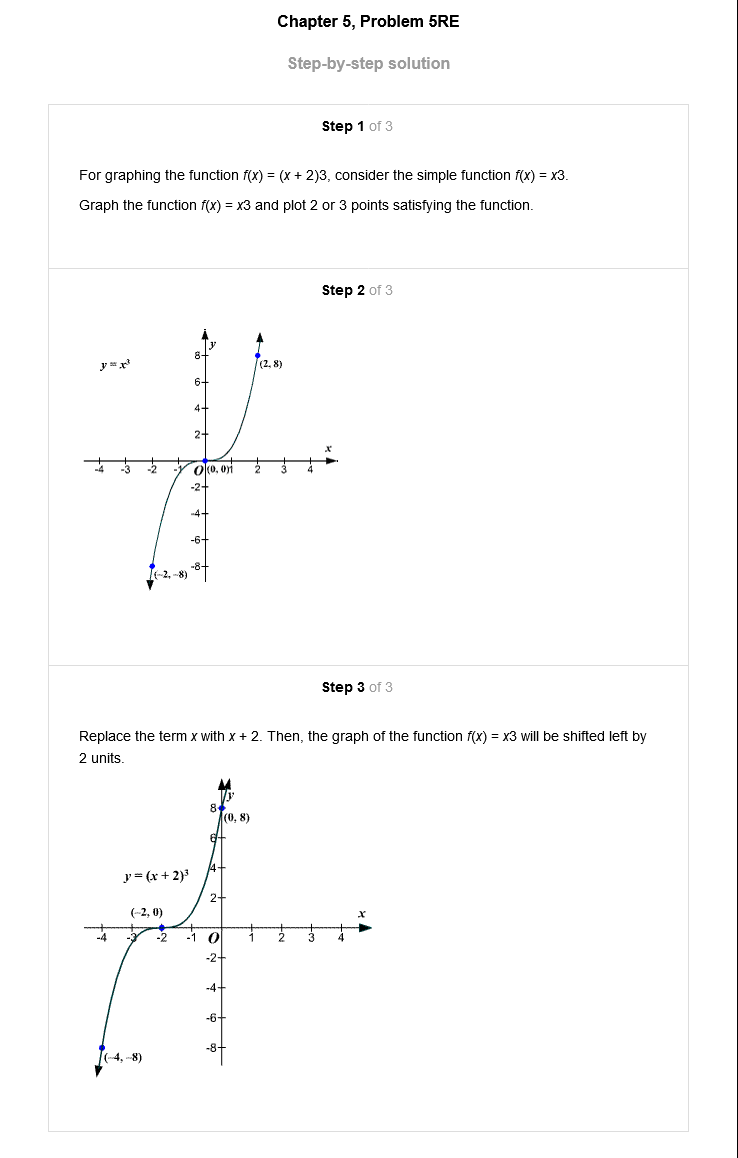 Chapter 5, Problem 5RE
Step-by-step solution
Step 1 of 3
For graphing the function f(x) = (x + 2)3, consider the simple function f(x) = x3.
Graph the function f(x) = x3 and plot 2 or 3 points satisfying the function.
Step 2 of 3
y
y = x³
8
(2, 8)
6
4
2
x
-4 -3 -2 -1 O (0, 0) 1 2 3 4
-2
-4
-6
-8
(-2, -8)
Step 3 of 3
Replace the term x with x + 2. Then, the graph of the function f(x) = x3 will be shifted left by
2 units.
y
8
(0, 8)
6
4
y = (x + 2)³
2
(-2, 0)
x
-4 -3 -2 -1 O 1 2 3 4
-2
-4
-6
-8
(-4, -8)